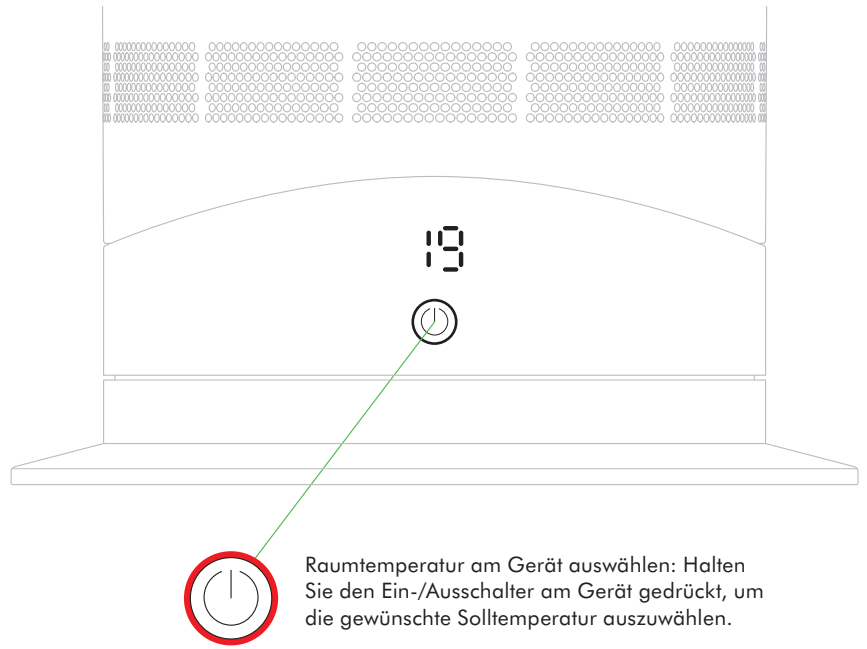 19
Raumtemperatur am Gerät auswählen: Halten
Sie den Ein-/Ausschalter am Gerät gedrückt, um
die gewünschte Solltemperatur auszuwählen.